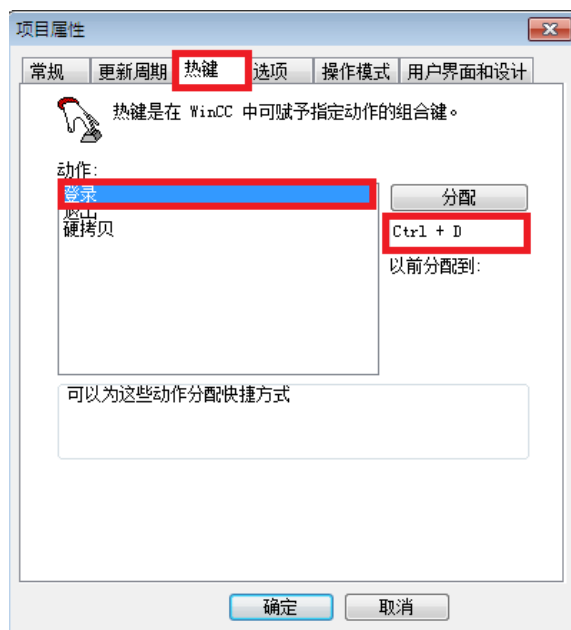 项目属性
常规 更新周期 热键 选项 操作模式 用户界面和设计
热键是在 WinCC 中可赋予指定动作的组合键。
动作:
登录
分配
退出
硬拷贝
Ctrl + D
以前分配到:
可以为这些动作分配快捷方式
确定 取消